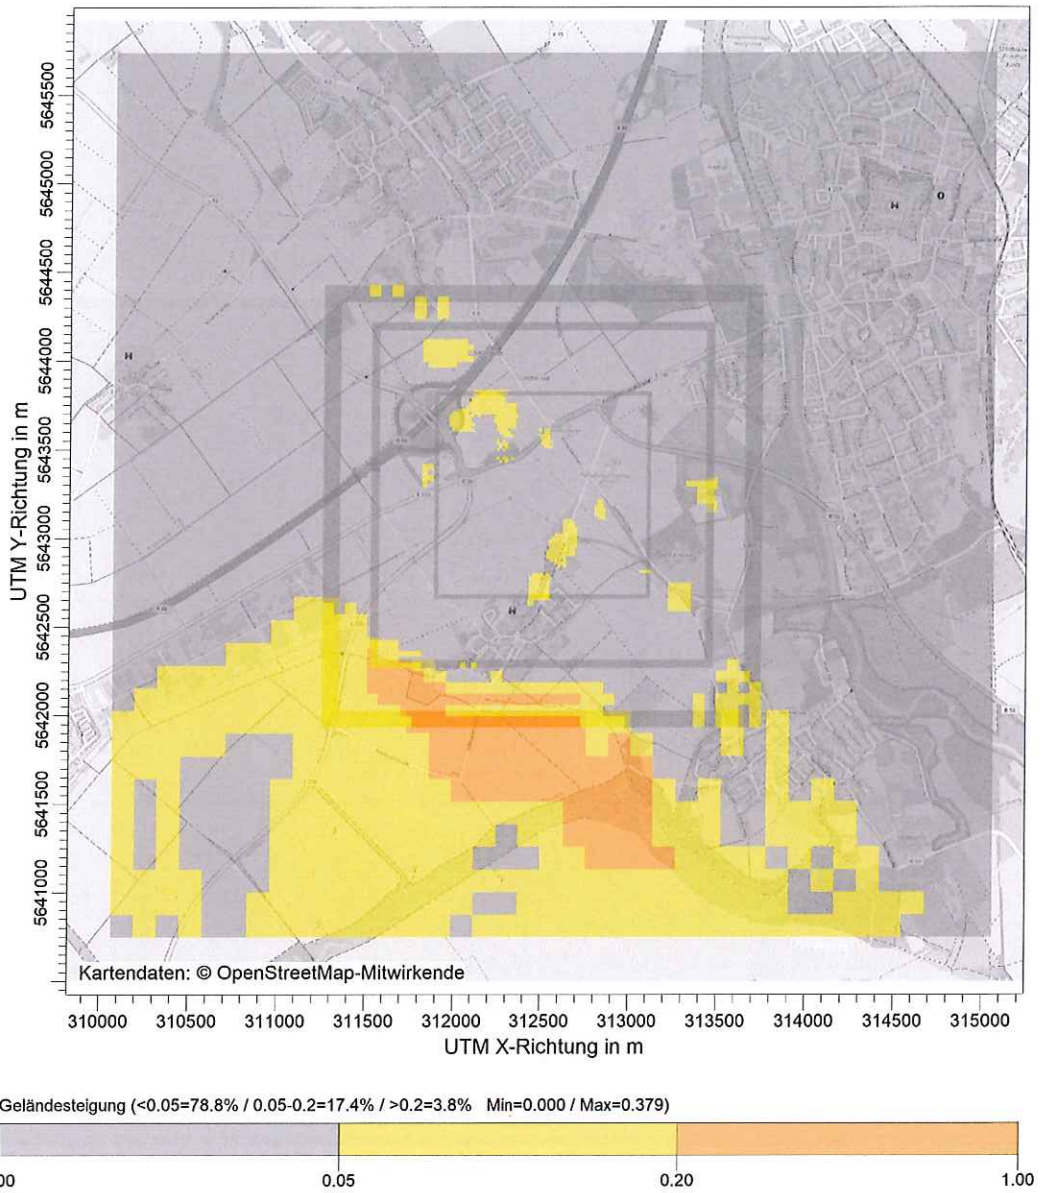 5645500
5645000
5644500
5644000
5643500
5643000
5642500
5642000
5641500
5641000
UTM Y-Richtung in m
Kartendaten: © OpenStreetMap-Mitwirkende
310000 310500 311000 311500 312000 312500 313000 313500 314000 314500 315000
UTM X-Richtung in m
Geländesteigung (<0.05=78.8% / 0.05-0.2=17.4% / >0.2=3.8% Min=0.000 / Max=0.379)
00 0.05 0.20 1.00